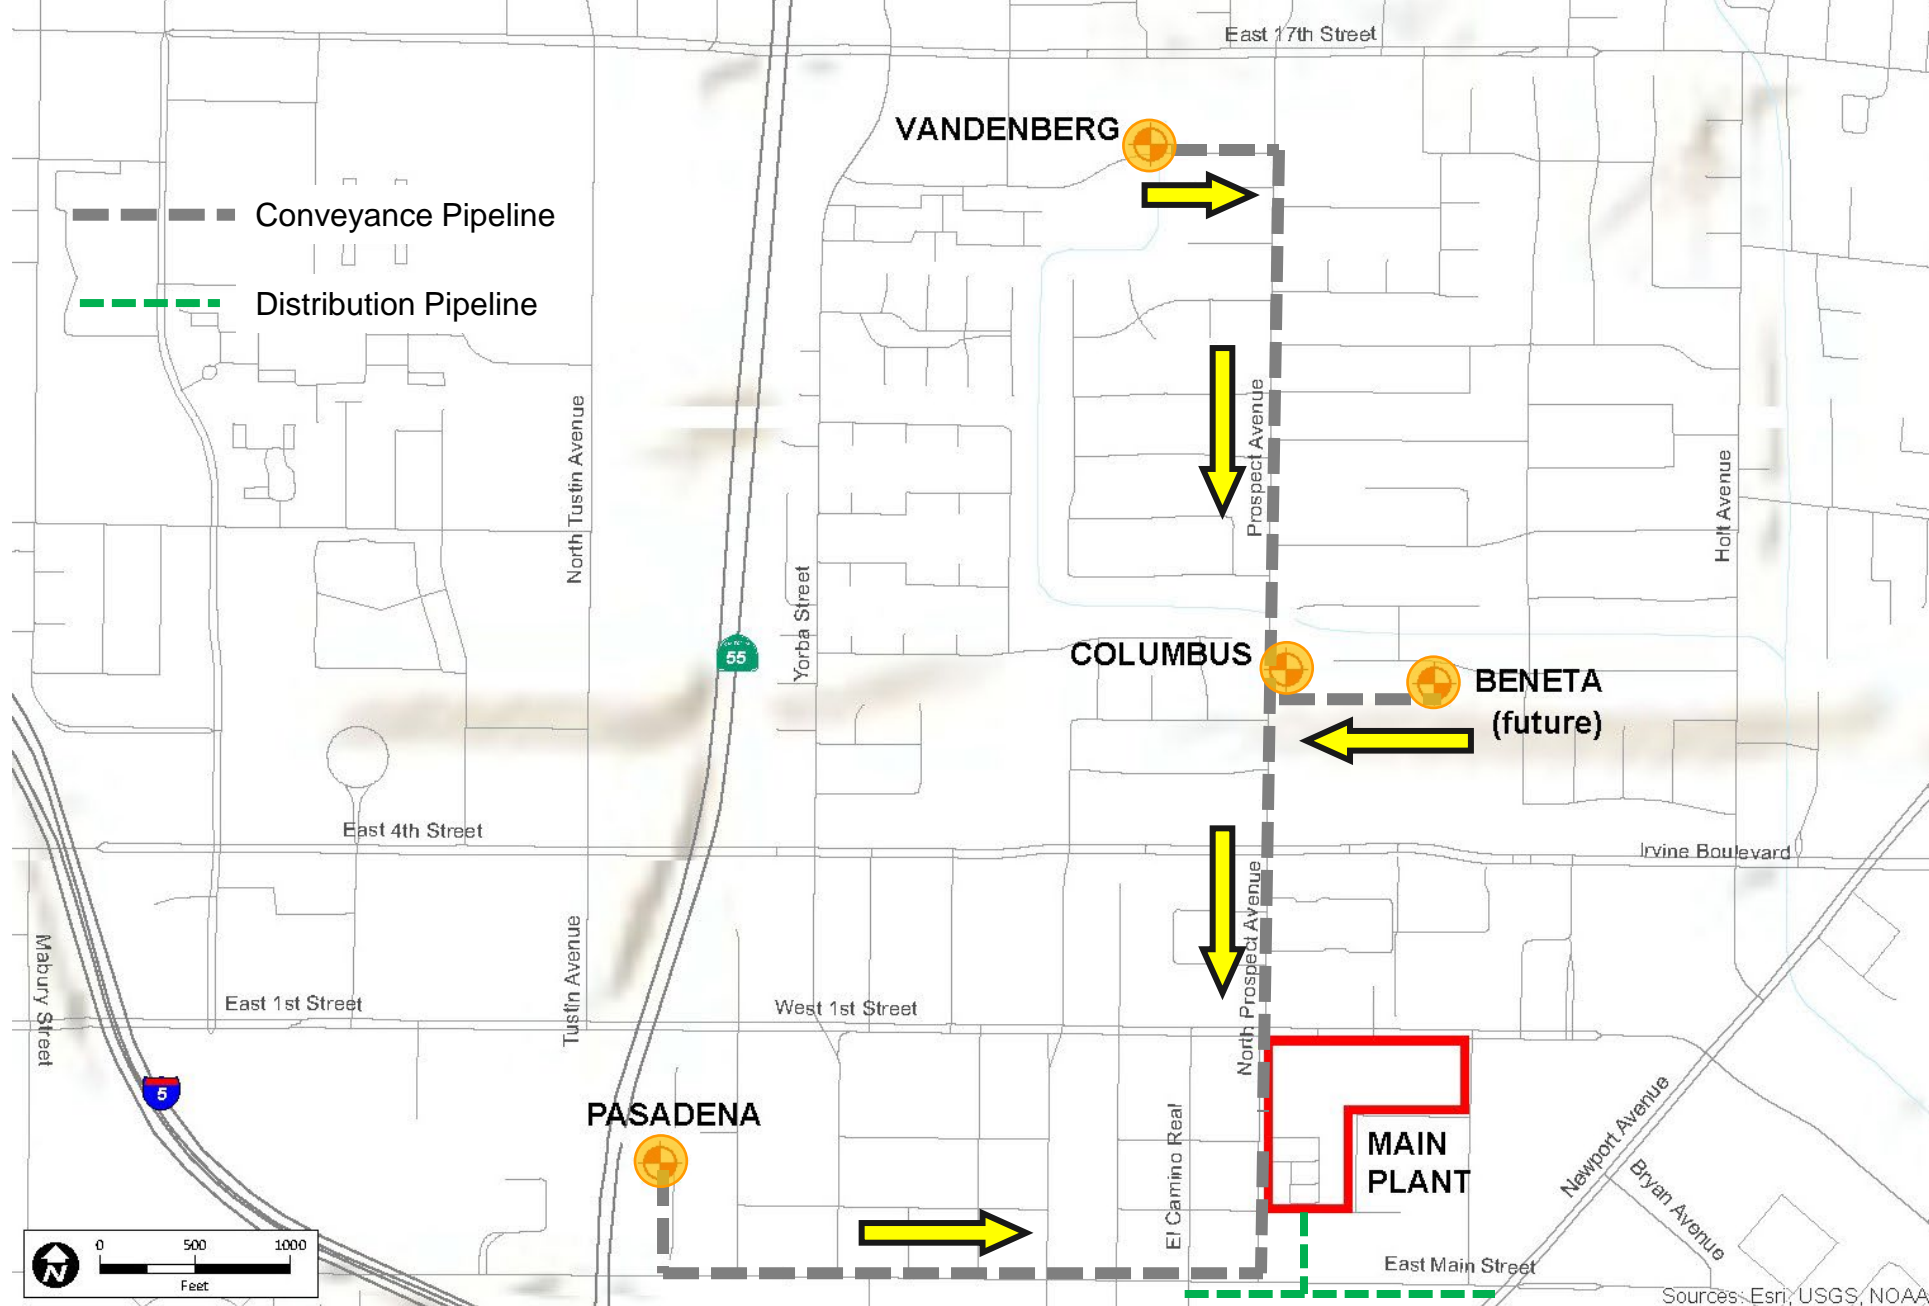 East 17th Street
VANDENBERG
Conveyance Pipeline
Distribution Pipeline
North Tustin Avenue
Prospect Avenue
Holt Avenue
Yorba Street
55
COLUMBUS
BENETA
(future)
East 4th Street
Irvine Boulevard
North Prospect Avenue
Mabury Street
Tustin Avenue
East 1st Street
West 1st Street
5
PASADENA
El Camino Real
MAIN
PLANT
Newport Avenue
Bryan Avenue
East Main Street
N
0 500 1000
Feet
Sources: Esri, USGS, NOAA